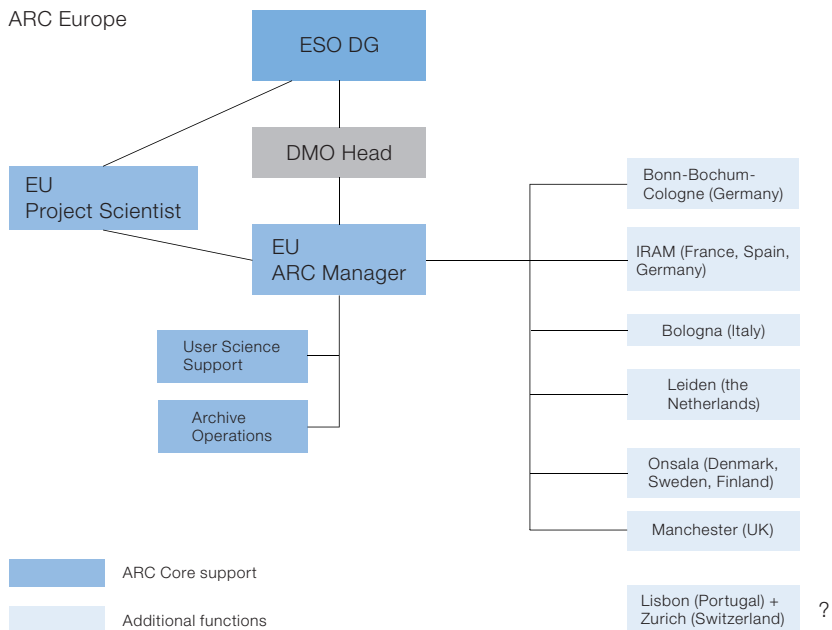 ARC Europe
ESO DG
DMO Head
EU
Project Scientist
EU
ARC Manager
User Science
Support
Archive
Operations
Bonn-Bochum-
Cologne (Germany)
IRAM (France, Spain,
Germany)
Bologna (Italy)
Leiden (the
Netherlands)
Onsala (Denmark,
Sweden, Finland)
Manchester (UK)
Lisbon (Portugal) +
Zurich (Switzerland)
?
ARC Core support
Additional functions